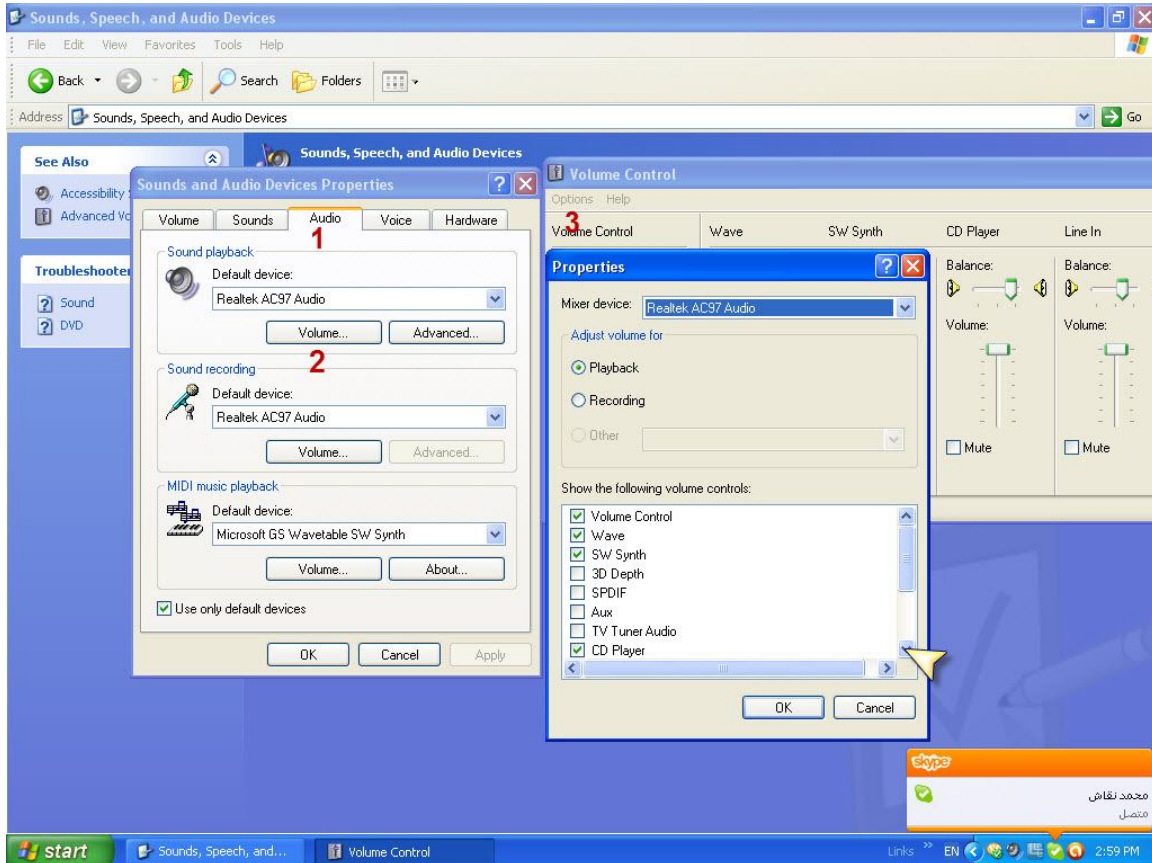 Sounds, Speech, and Audio Devices
File Edit View Favorites Tools Help
Back Search Folders
Address Sounds, Speech, and Audio Devices Go
See Also
Accessibility
Advanced Vo
Troubleshooter
Sound
DVD
Sounds, Speech, and Audio Devices
Sounds and Audio Devices Properties
Volume Sounds Audio Voice Hardware
1
Sound playback
Default device:
Realtek AC97 Audio
Volume... Advanced...
2
Sound recording
Default device:
Realtek AC97 Audio
Volume... Advanced...
MIDI music playback
Default device:
Microsoft GS Wavetable SW Synth
Volume... About...
Use only default devices
OK Cancel Apply
Volume Control
Options Help
3
Volume Control Wave SW Synth CD Player Line In
Balance: Balance:
Volume: Volume:
Mute Mute
Properties
Mixer device: Realtek AC97 Audio
Adjust volume for
Playback
Recording
Other
Show the following volume controls:
Volume Control
Wave
SW Synth
3D Depth
SPDIF
Aux
TV Tuner Audio
CD Player
OK Cancel
skype
محمد نقاش
متصل
start Sounds, Speech, and... Volume Control Links EN 2:59 PM